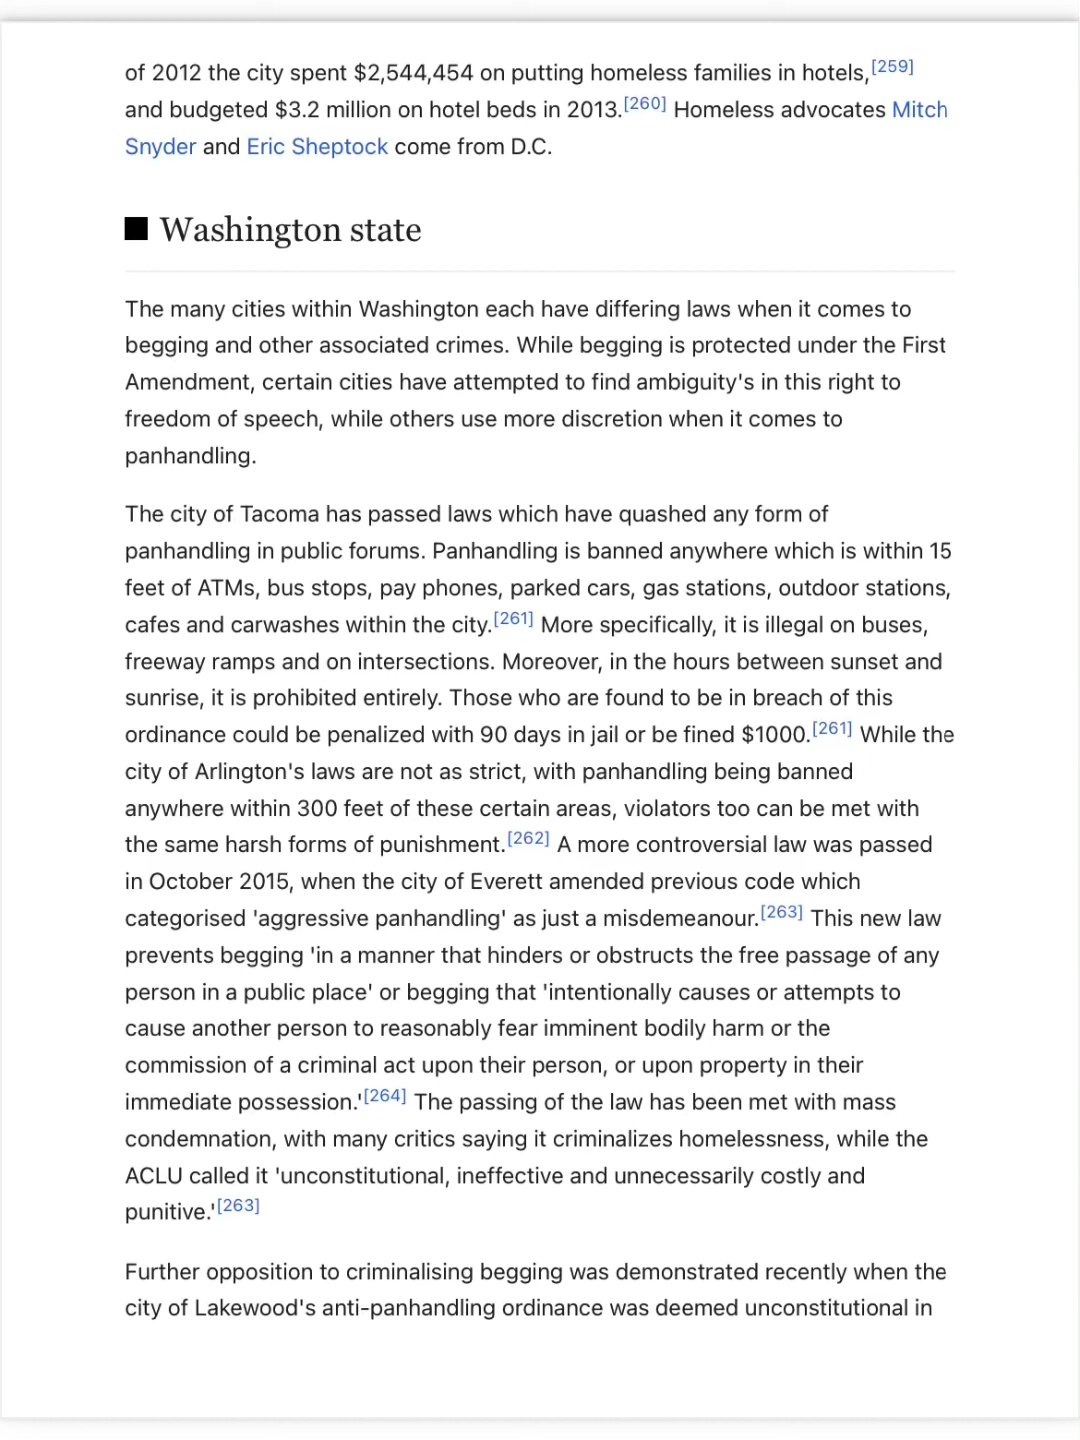 of 2012 the city spent $2,544,454 on putting homeless families in hotels,[259]
and budgeted $3.2 million on hotel beds in 2013.[260] Homeless advocates Mitch
Snyder and Eric Sheptock come from D.C.
Washington state
The many cities within Washington each have differing laws when it comes to
begging and other associated crimes. While begging is protected under the First
Amendment, certain cities have attempted to find ambiguity's in this right to
freedom of speech, while others use more discretion when it comes to
panhandling.
The city of Tacoma has passed laws which have quashed any form of
panhandling in public forums. Panhandling is banned anywhere which is within 15
feet of ATMs, bus stops, pay phones, parked cars, gas stations, outdoor stations,
cafes and carwashes within the city.[261] More specifically, it is illegal on buses,
freeway ramps and on intersections. Moreover, in the hours between sunset and
sunrise, it is prohibited entirely. Those who are found to be in breach of this
ordinance could be penalized with 90 days in jail or be fined $1000.[261] While the
city of Arlington's laws are not as strict, with panhandling being banned
anywhere within 300 feet of these certain areas, violators too can be met with
the same harsh forms of punishment.[262] A more controversial law was passed
in October 2015, when the city of Everett amended previous code which
categorised 'aggressive panhandling' as just a misdemeanour.[263] This new law
prevents begging 'in a manner that hinders or obstructs the free passage of any
person in a public place' or begging that 'intentionally causes or attempts to
cause another person to reasonably fear imminent bodily harm or the
commission of a criminal act upon their person, or upon property in their
immediate possession.'[264] The passing of the law has been met with mass
condemnation, with many critics saying it criminalizes homelessness, while the
ACLU called it 'unconstitutional, ineffective and unnecessarily costly and
punitive.'[263]
Further opposition to criminalising begging was demonstrated recently when the
city of Lakewood's anti-panhandling ordinance was deemed unconstitutional in